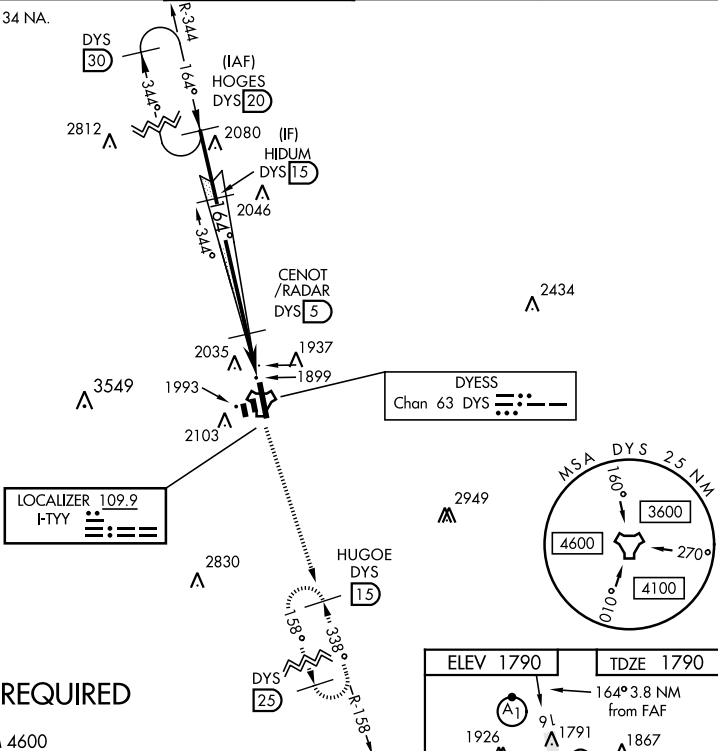 34 NA.
R-344
DYS
30
164°
344°
(IAF)
HOGES
DYS 20
2812
2080
(IF)
HIDUM
DYS 15
2046
164°
344°
CENOT
/RADAR
DYS 5
2434
2035
1937
1899
3549
1993
2103
DYESS
Chan 63 DYS
LOCALIZER 109.9
I-TYY
2949
MSA DYS 25 NM
160°
3600
4600
270°
4100
010°
2830
HUGOE
DYS
15
158°
338°
DYS
25
R-158
ELEV 1790
TDZE 1790
REQUIRED
164° 3.8 NM
from FAF
A1
16
1926
1791
1867
4600